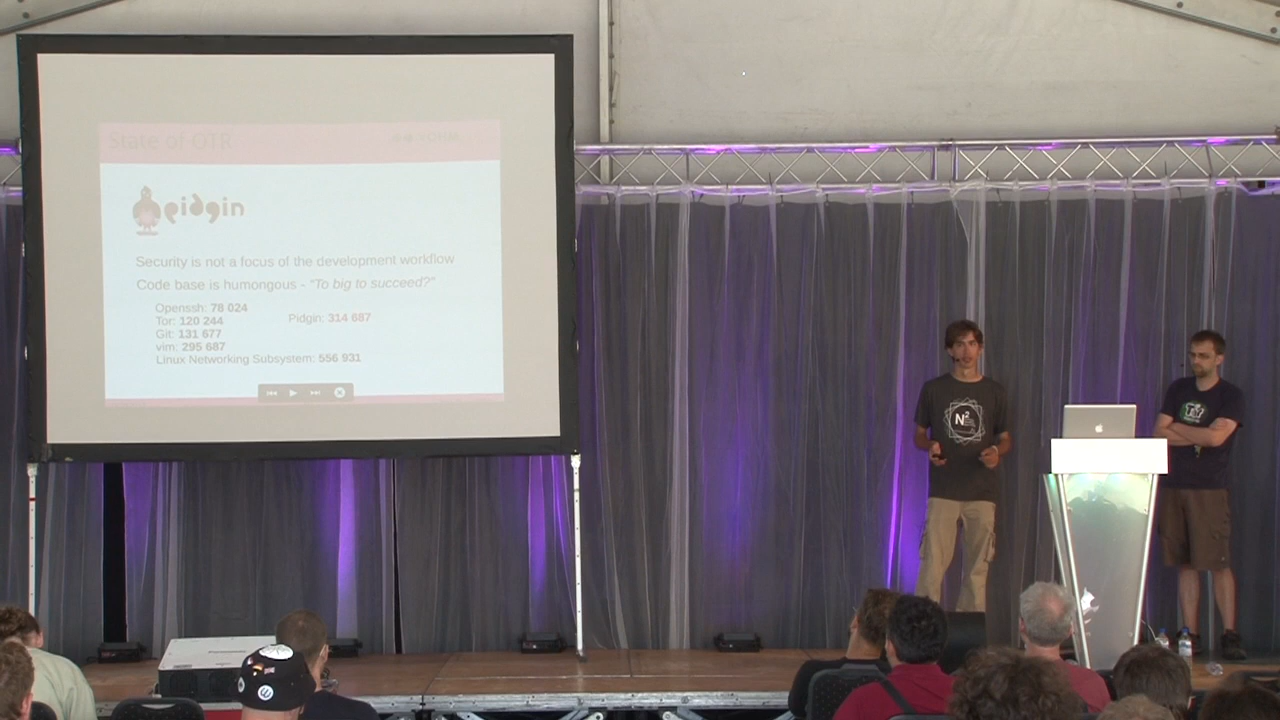 State of OTR
pidgin
Security is not a focus of the development workflow
Code base is humongous - “To big to succeed?”
Openssh: 78 024
Tor: 120 244
Git: 131 677
vim: 295 687
Linux Networking Subsystem: 556 931
Pidgin: 314 687
N2